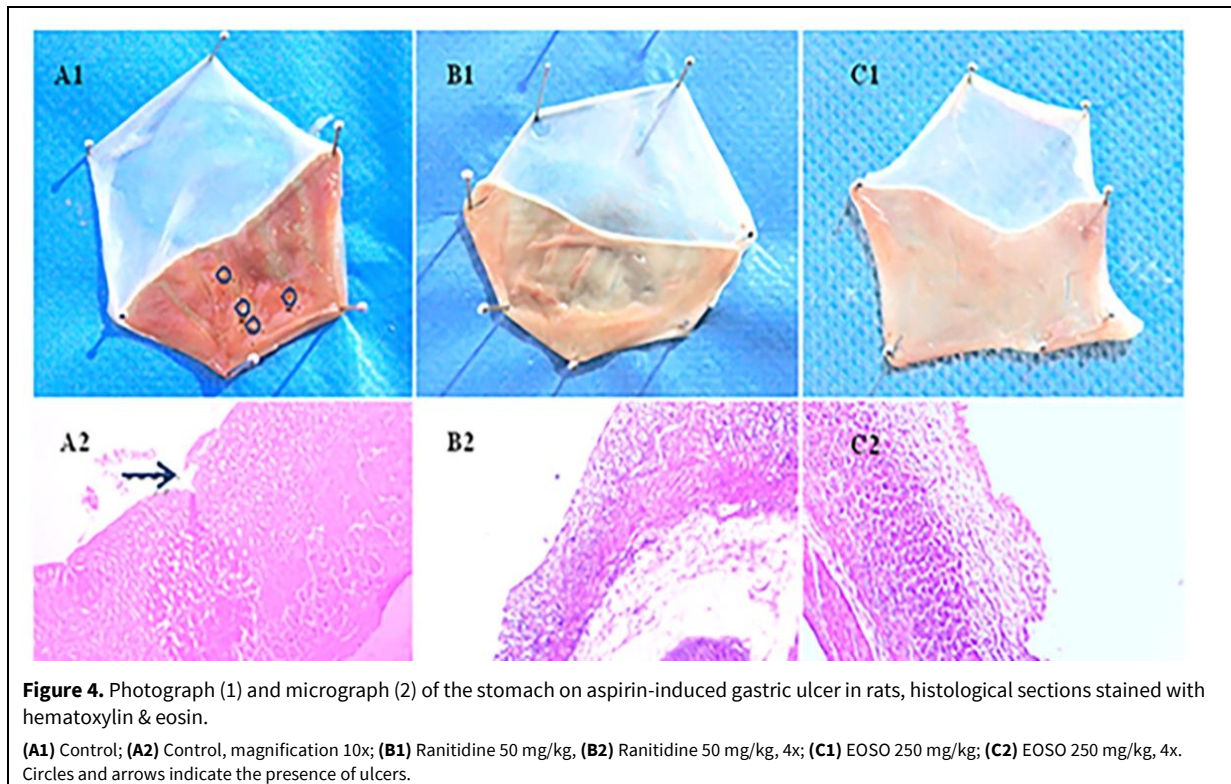 A1
B1
C1
A2
B2
C2
Figure 4. Photograph (1) and micrograph (2) of the stomach on aspirin-induced gastric ulcer in rats, histological sections stained with
hematoxylin & eosin.
(A1) Control; (A2) Control, magnification 10x; (B1) Ranitidine 50 mg/kg, (B2) Ranitidine 50 mg/kg, 4x; (C1) EOSO 250 mg/kg; (C2) EOSO 250 mg/kg, 4x.
Circles and arrows indicate the presence of ulcers.